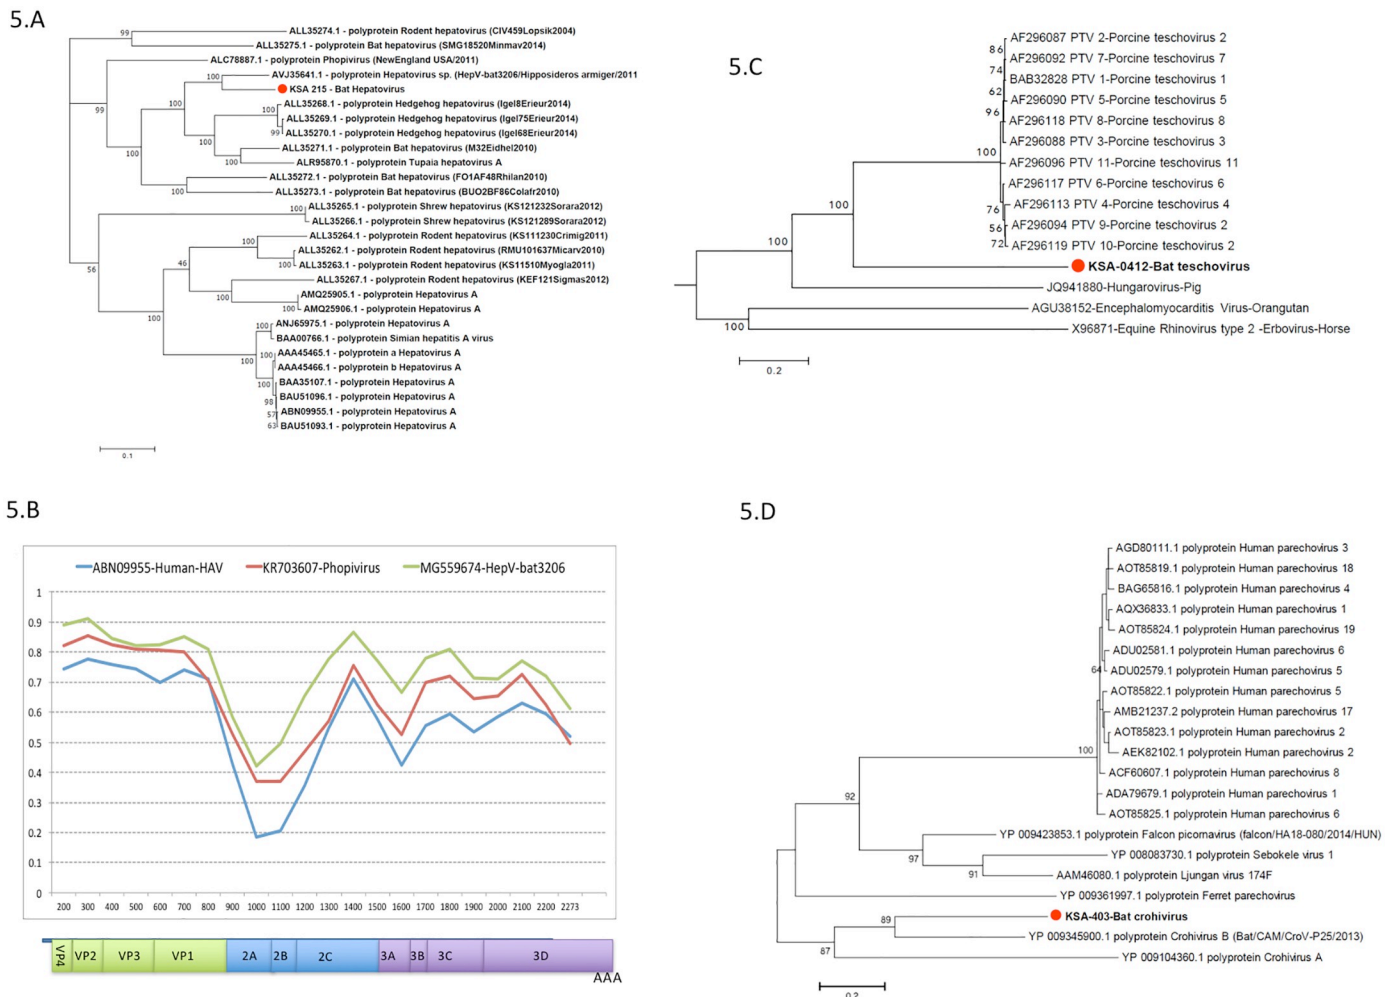 5.A
99
ALL35274.1 - polyprotein Rodent hepatovirus (CIV459Lopsik2004)
ALL35275.1 - polyprotein Bat hepatovirus (SMG18520Minmav2014)
ALC78887.1 - polyprotein Phopivirus (NewEngland USA/2011)
100
AVJ35641.1 - polyprotein Hepatovirus sp. (HepV-bat3206/Hipposideros armiger/2011
KSA 215 - Bat Hepatovirus
99
100
100
ALL35268.1 - polyprotein Hedgehog hepatovirus (Igel8Erieur2014)
ALL35269.1 - polyprotein Hedgehog hepatovirus (Igel75Erieur2014)
99
ALL35270.1 - polyprotein Hedgehog hepatovirus (Igel68Erieur2014)
100
100
ALL35271.1 - polyprotein Bat hepatovirus (M32Eidhel2010)
100
ALR95870.1 - polyprotein Tupaia hepatovirus A
ALL35272.1 - polyprotein Bat hepatovirus (FO1AF48Rhilan2010)
100
ALL35273.1 - polyprotein Bat hepatovirus (BUO2BF86Colafr2010)
ALL35265.1 - polyprotein Shrew hepatovirus (KS121232Sorara2012)
100
ALL35266.1 - polyprotein Shrew hepatovirus (KS121289Sorara2012)
ALL35264.1 - polyprotein Rodent hepatovirus (KS111230Crimig2011)
100
ALL35262.1 - polyprotein Rodent hepatovirus (RMU101637Micarv2010)
100
ALL35263.1 - polyprotein Rodent hepatovirus (KS11510Myogla2011)
56
46
ALL35267.1 - polyprotein Rodent hepatovirus (KEF121Sigmas2012)
100
AMQ25905.1 - polyprotein Hepatovirus A
100
AMQ25906.1 - polyprotein Hepatovirus A
100
ANJ65975.1 - polyprotein Hepatovirus A
100
BAA00766.1 - polyprotein Simian hepatitis A virus
100
AAA45465.1 - polyprotein a Hepatovirus A
100
AAA45466.1 - polyprotein b Hepatovirus A
100
BAA35107.1 - polyprotein Hepatovirus A
98
BAU51096.1 - polyprotein Hepatovirus A
57
ABN09955.1 - polyprotein Hepatovirus A
63
BAU51093.1 - polyprotein Hepatovirus A
0.1
5.C
AF296087 PTV 2-Porcine teschovirus 2
86
AF296092 PTV 7-Porcine teschovirus 7
74
BAB32828 PTV 1-Porcine teschovirus 1
62
AF296090 PTV 5-Porcine teschovirus 5
96
AF296118 PTV 8-Porcine teschovirus 8
AF296088 PTV 3-Porcine teschovirus 3
100
AF296096 PTV 11-Porcine teschovirus 11
AF296117 PTV 6-Porcine teschovirus 6
76
AF296113 PTV 4-Porcine teschovirus 4
100
56
AF296094 PTV 9-Porcine teschovirus 2
72
AF296119 PTV 10-Porcine teschovirus 2
100
KSA-0412-Bat teschovirus
JQ941880-Hungarovirus-Pig
AGU38152-Encephalomyocarditis Virus-Orangutan
100
X96871-Equine Rhinovirus type 2 -Erbovirus-Horse
0.2
5.B
ABN09955-Human-HAV KR703607-Phopivirus MG559674-HepV-bat3206
1
0.9
0.8
0.7
0.6
0.5
0.4
0.3
0.2
0.1
0
200 300 400 500 600 700 800 900 1000 1100 1200 1300 1400 1500 1600 1700 1800 1900 2000 2100 2200 2273
VP4 VP2 VP3 VP1 2A 2B 2C 3A 3B 3C 3D
AAA
5.D
AGD80111.1 polyprotein Human parechovirus 3
AOT85819.1 polyprotein Human parechovirus 18
BAG65816.1 polyprotein Human parechovirus 4
AQX36833.1 polyprotein Human parechovirus 1
AOT85824.1 polyprotein Human parechovirus 19
ADU02581.1 polyprotein Human parechovirus 6
64
ADU02579.1 polyprotein Human parechovirus 5
AOT85822.1 polyprotein Human parechovirus 5
AMB21237.2 polyprotein Human parechovirus 17
AOT85823.1 polyprotein Human parechovirus 2
100
AEK82102.1 polyprotein Human parechovirus 2
ACF60607.1 polyprotein Human parechovirus 8
92
ADA79679.1 polyprotein Human parechovirus 1
AOT85825.1 polyprotein Human parechovirus 6
YP 009423853.1 polyprotein Falcon picornavirus (falcon/HA18-080/2014/HUN)
97
YP 008083730.1 polyprotein Sebokele virus 1
91
AAM46080.1 polyprotein Ljungan virus 174F
YP 009361997.1 polyprotein Ferret parechovirus
89
KSA-403-Bat crohivirus
YP 009345900.1 polyprotein Crohivirus B (Bat/CAM/CroV-P25/2013)
87
YP 009104360.1 polyprotein Crohivirus A
0.2